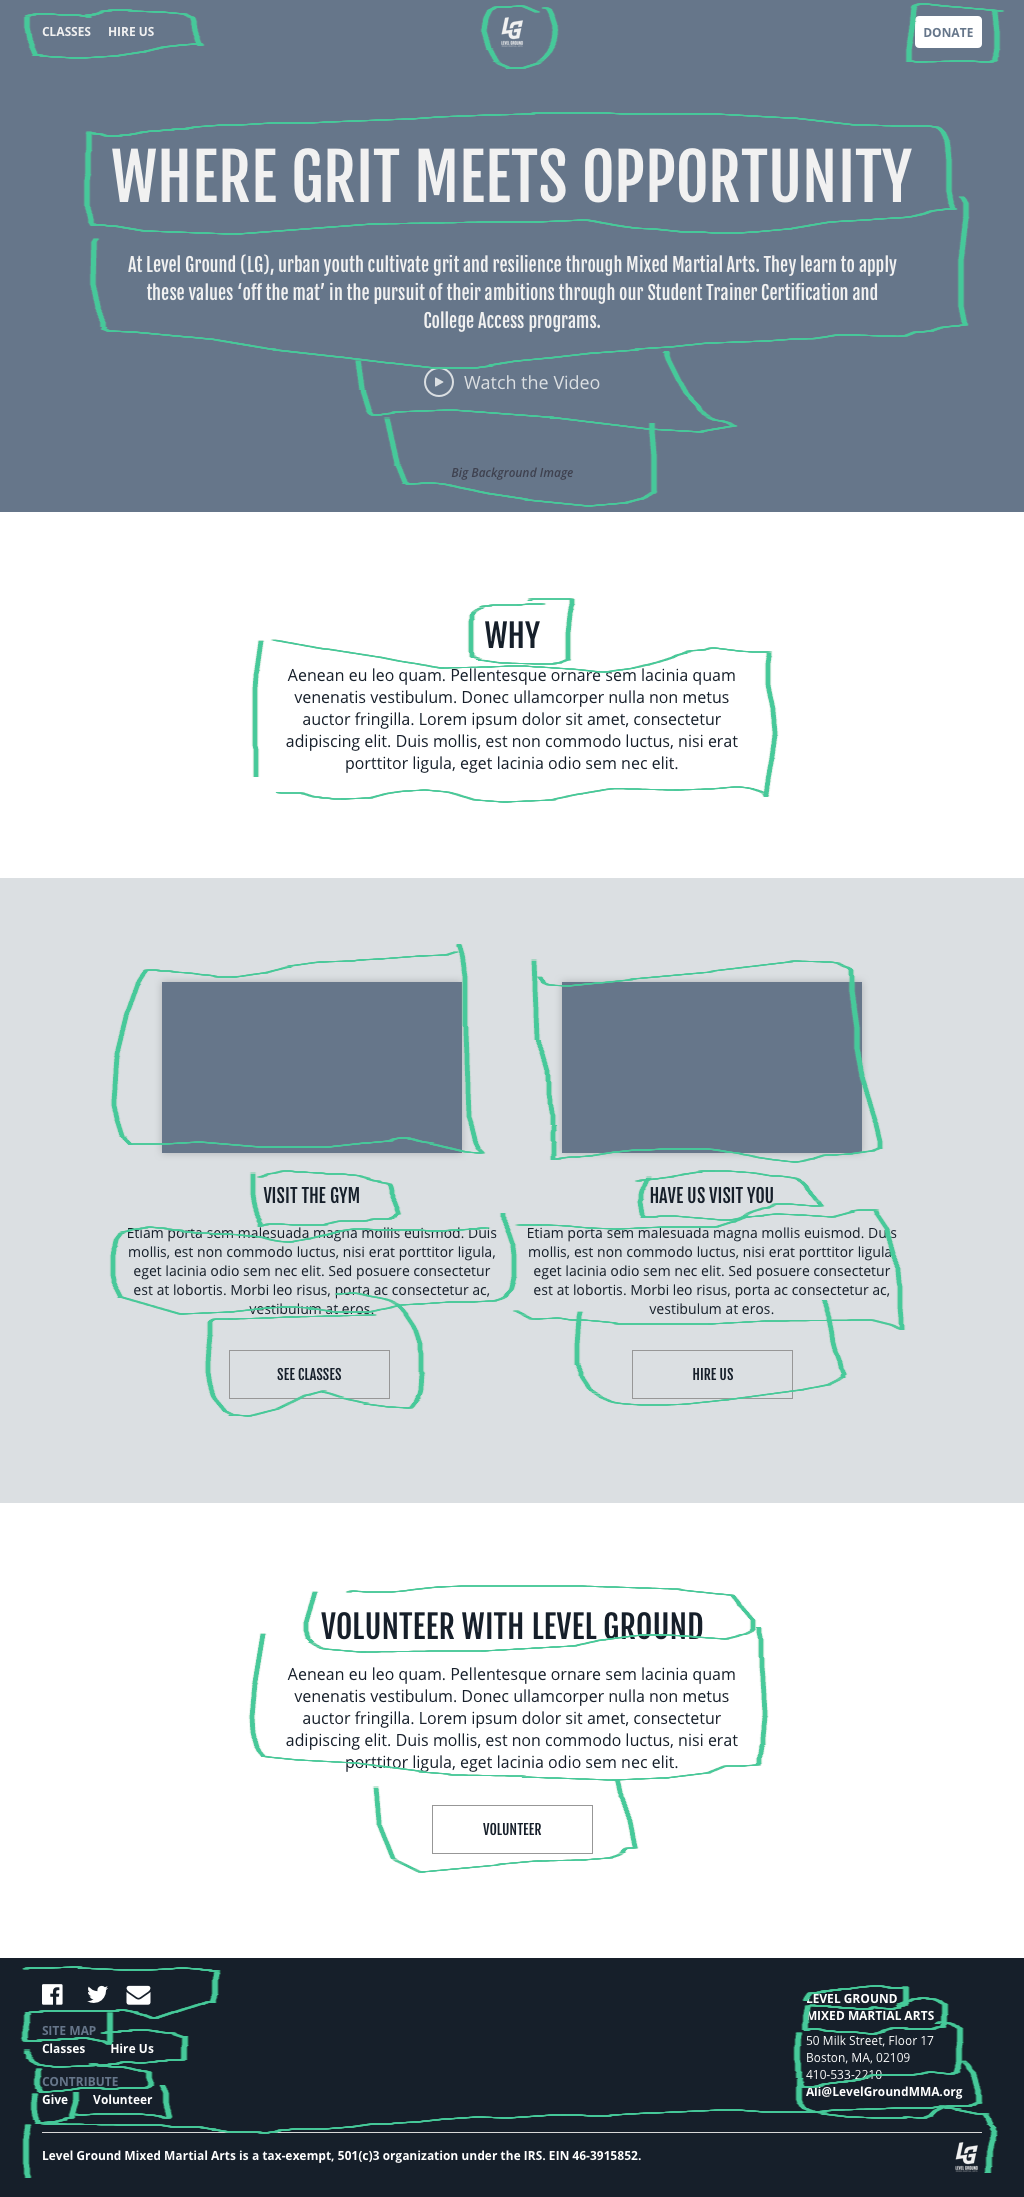 CLASSES HIRE US
LG
LEVEL GROUND
DONATE
WHERE GRIT MEETS OPPORTUNITY
At Level Ground (LG), urban youth cultivate grit and resilience through Mixed Martial Arts. They learn to apply
these values ‘off the mat’ in the pursuit of their ambitions through our Student Trainer Certification and
College Access programs.
Watch the Video
Big Background Image
WHY
Aenean eu leo quam. Pellentesque ornare sem lacinia quam
venenatis vestibulum. Donec ullamcorper nulla non metus
auctor fringilla. Lorem ipsum dolor sit amet, consectetur
adipiscing elit. Duis mollis, est non commodo luctus, nisi erat
porttitor ligula, eget lacinia odio sem nec elit.
VISIT THE GYM
Etiam porta sem malesuada magna mollis euismod. Duis
mollis, est non commodo luctus, nisi erat porttitor ligula,
eget lacinia odio sem nec elit. Sed posuere consectetur
est at lobortis. Morbi leo risus, porta ac consectetur ac,
vestibulum at eros.
SEE CLASSES
HAVE US VISIT YOU
Etiam porta sem malesuada magna mollis euismod. Duis
mollis, est non commodo luctus, nisi erat porttitor ligula,
eget lacinia odio sem nec elit. Sed posuere consectetur
est at lobortis. Morbi leo risus, porta ac consectetur ac,
vestibulum at eros.
HIRE US
VOLUNTEER WITH LEVEL GROUND
Aenean eu leo quam. Pellentesque ornare sem lacinia quam
venenatis vestibulum. Donec ullamcorper nulla non metus
auctor fringilla. Lorem ipsum dolor sit amet, consectetur
adipiscing elit. Duis mollis, est non commodo luctus, nisi erat
porttitor ligula, eget lacinia odio sem nec elit.
VOLUNTEER
SITE MAP
Classes Hire Us
CONTRIBUTE
Give Volunteer
LEVEL GROUND
MIXED MARTIAL ARTS
50 Milk Street, Floor 17
Boston, MA, 02109
410-533-2210
Ali@LevelGroundMMA.org
Level Ground Mixed Martial Arts is a tax-exempt, 501(c)3 organization under the IRS. EIN 46-3915852.
LG
LEVEL GROUND